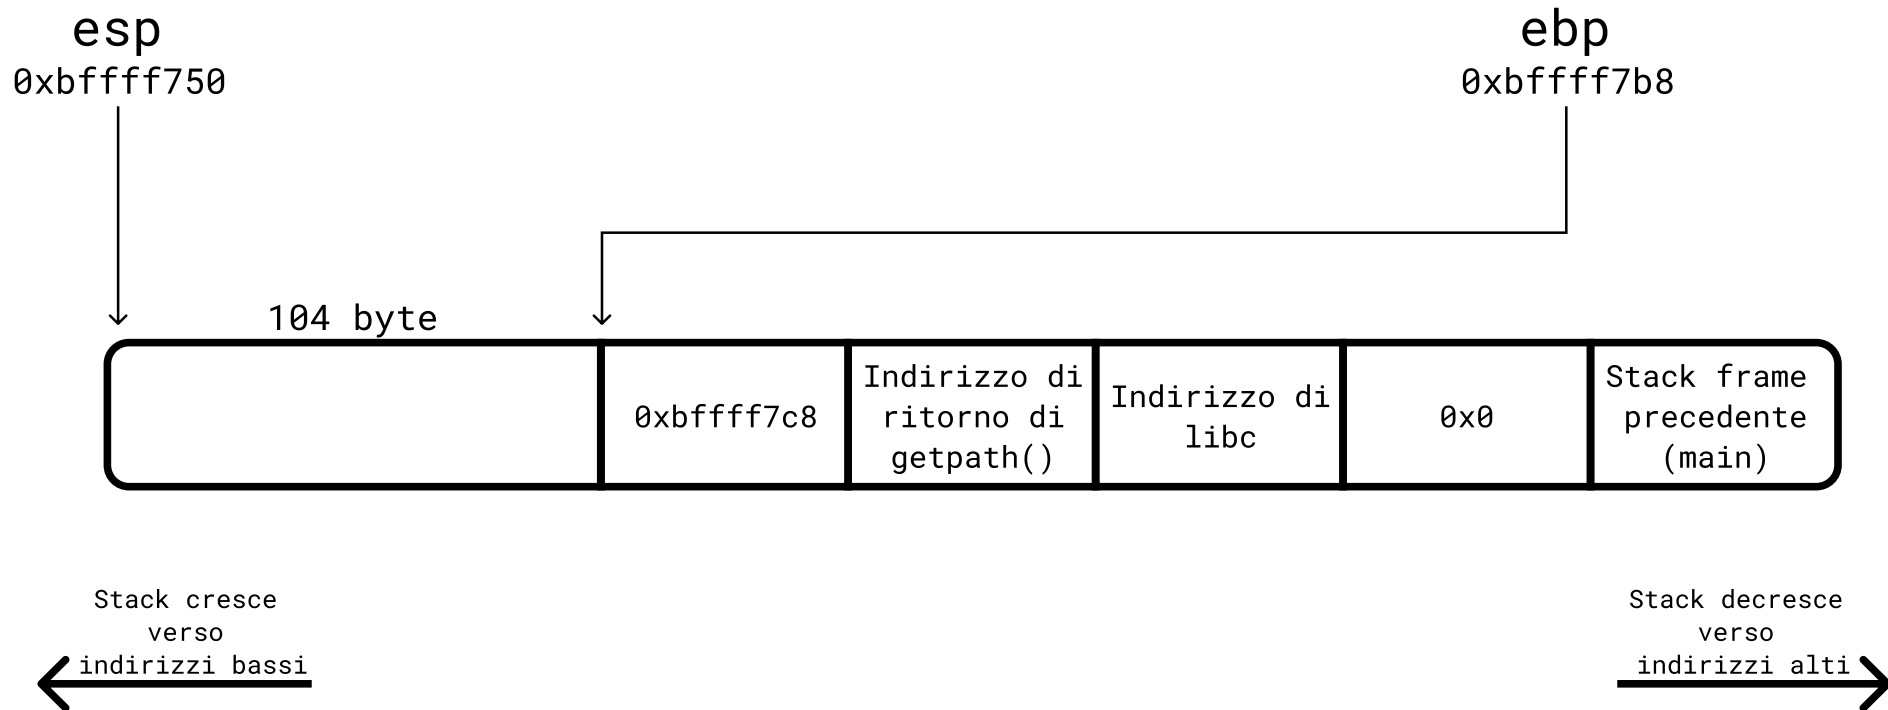 esp
0xbffff750
ebp
0xbffff7b8
104 byte
0xbffff7c8
Indirizzo di
ritorno di
getpath()
Indirizzo di
libc
0x0
Stack frame
precedente
(main)
Stack cresce
verso
indirizzi bassi
Stack decresce
verso
indirizzi alti